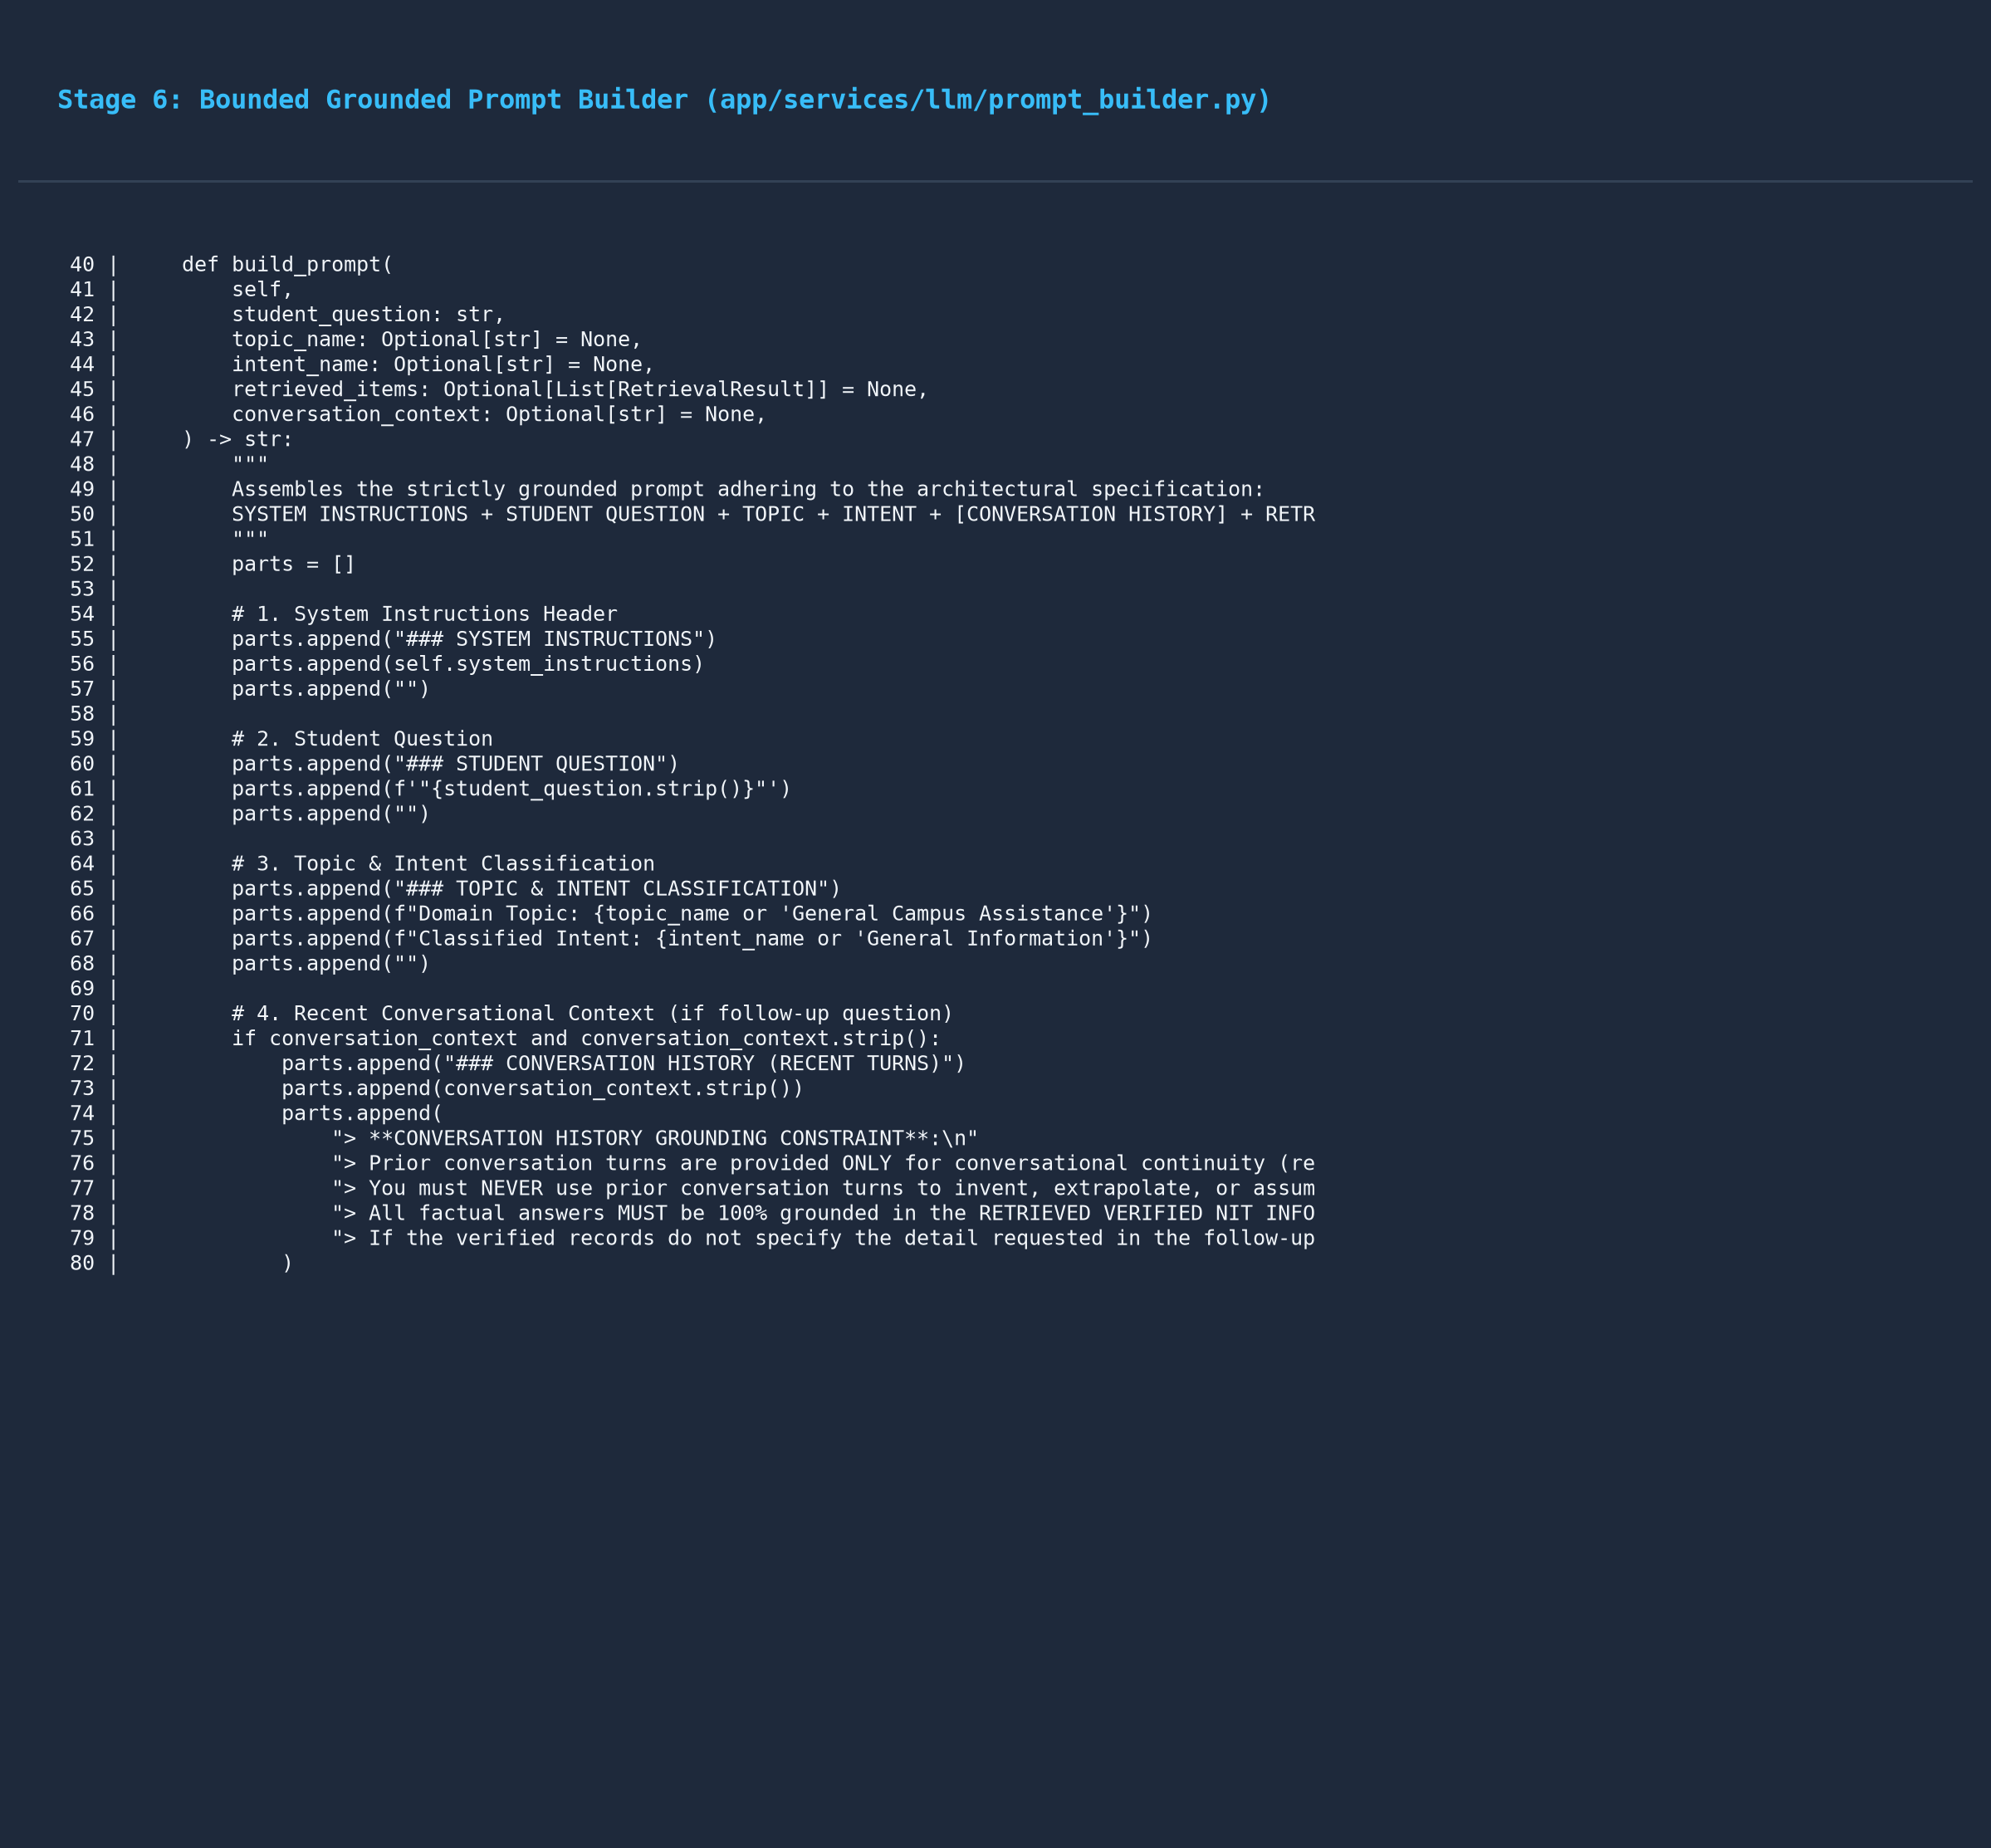 Stage 6: Bounded Grounded Prompt Builder (app/services/llm/prompt_builder.py)
40 |     def build_prompt(
41 |         self,
42 |         student_question: str,
43 |         topic_name: Optional[str] = None,
44 |         intent_name: Optional[str] = None,
45 |         retrieved_items: Optional[List[RetrievalResult]] = None,
46 |         conversation_context: Optional[str] = None,
47 |     ) -> str:
48 |         """
49 |         Assembles the strictly grounded prompt adhering to the architectural specification:
50 |         SYSTEM INSTRUCTIONS + STUDENT QUESTION + TOPIC + INTENT + [CONVERSATION HISTORY] + RETR
51 |         """
52 |         parts = []
53 |
54 |         # 1. System Instructions Header
55 |         parts.append("### SYSTEM INSTRUCTIONS")
56 |         parts.append(self.system_instructions)
57 |         parts.append("")
58 |
59 |         # 2. Student Question
60 |         parts.append("### STUDENT QUESTION")
61 |         parts.append(f'"{student_question.strip()}"')
62 |         parts.append("")
63 |
64 |         # 3. Topic & Intent Classification
65 |         parts.append("### TOPIC & INTENT CLASSIFICATION")
66 |         parts.append(f"Domain Topic: {topic_name or 'General Campus Assistance'}")
67 |         parts.append(f"Classified Intent: {intent_name or 'General Information'}")
68 |         parts.append("")
69 |
70 |         # 4. Recent Conversational Context (if follow-up question)
71 |         if conversation_context and conversation_context.strip():
72 |             parts.append("### CONVERSATION HISTORY (RECENT TURNS)")
73 |             parts.append(conversation_context.strip())
74 |             parts.append(
75 |                 "> **CONVERSATION HISTORY GROUNDING CONSTRAINT**:\n"
76 |                 "> Prior conversation turns are provided ONLY for conversational continuity (re
77 |                 "> You must NEVER use prior conversation turns to invent, extrapolate, or assum
78 |                 "> All factual answers MUST be 100% grounded in the RETRIEVED VERIFIED NIT INFO
79 |                 "> If the verified records do not specify the detail requested in the follow-up
80 |             )